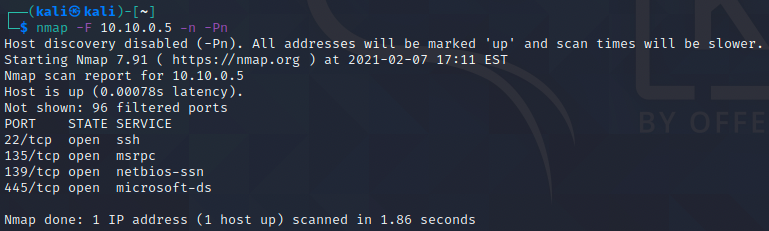 ┌──(kali㉿kali)-[~]
└─$ nmap -F 10.10.0.5 -n -Pn
Host discovery disabled (-Pn). All addresses will be marked 'up' and scan times will be slower.
Starting Nmap 7.91 ( https://nmap.org ) at 2021-02-07 17:11 EST
Nmap scan report for 10.10.0.5
Host is up (0.00078s latency).
Not shown: 96 filtered ports
PORT    STATE SERVICE
22/tcp  open  ssh
135/tcp open  msrpc
139/tcp open  netbios-ssn
445/tcp open  microsoft-ds
BY OFFE
Nmap done: 1 IP address (1 host up) scanned in 1.86 seconds